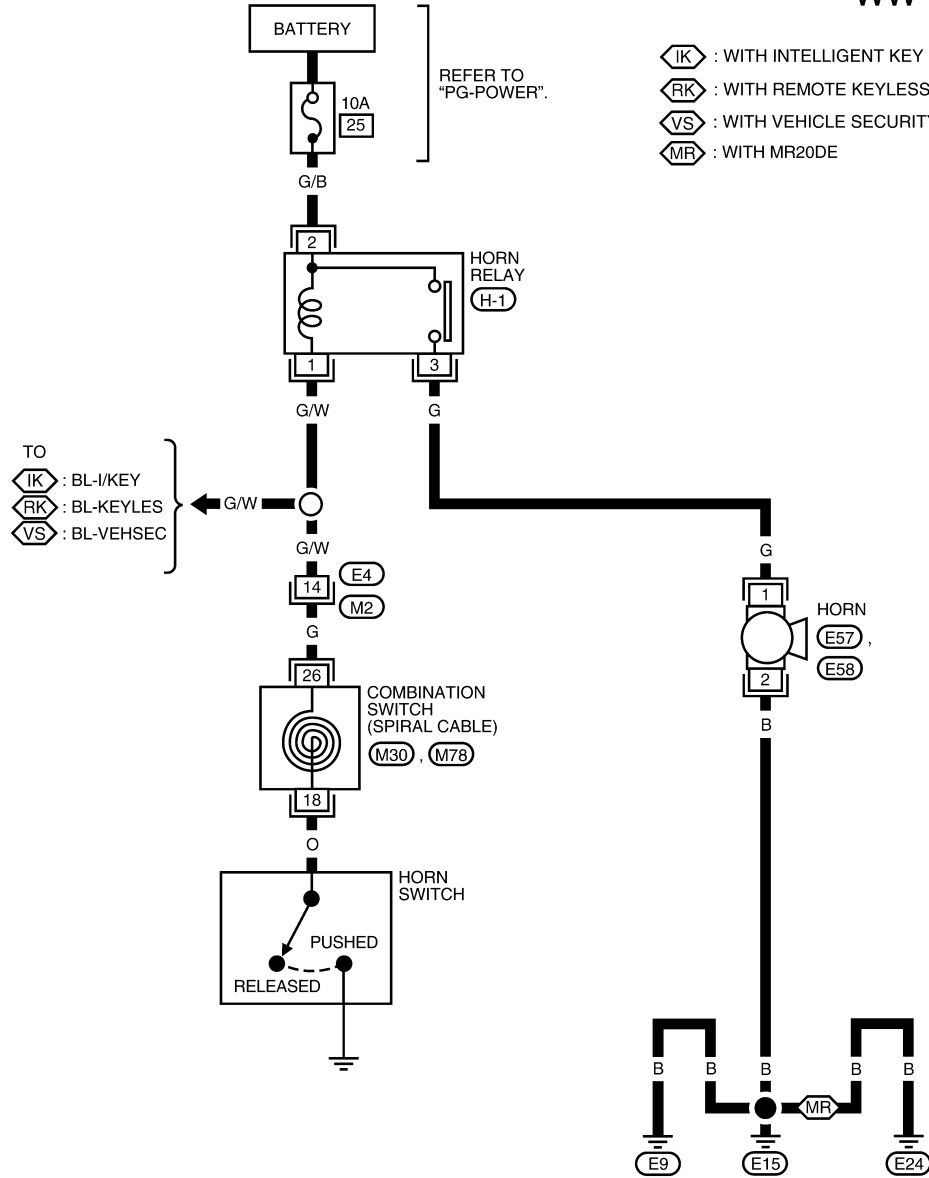 BATTERY
10A
25
REFER TO
"PG-POWER".
IK : WITH INTELLIGENT KEY
RK : WITH REMOTE KEYLESS
VS : WITH VEHICLE SECURITY
MR : WITH MR20DE
G/B
2
HORN
RELAY
H-1
1
3
G/W
G
TO
IK : BL-I/KEY
RK : BL-KEYLES
VS : BL-VEHSEC
G/W
G/W
14
E4
M2
G
G
1
HORN
E57 ,
E58
2
B
26
COMBINATION
SWITCH
(SPIRAL CABLE)
M30 , M78
18
O
HORN
SWITCH
PUSHED
RELEASED
B
B
B
B
B
MR
E9
E15
E24